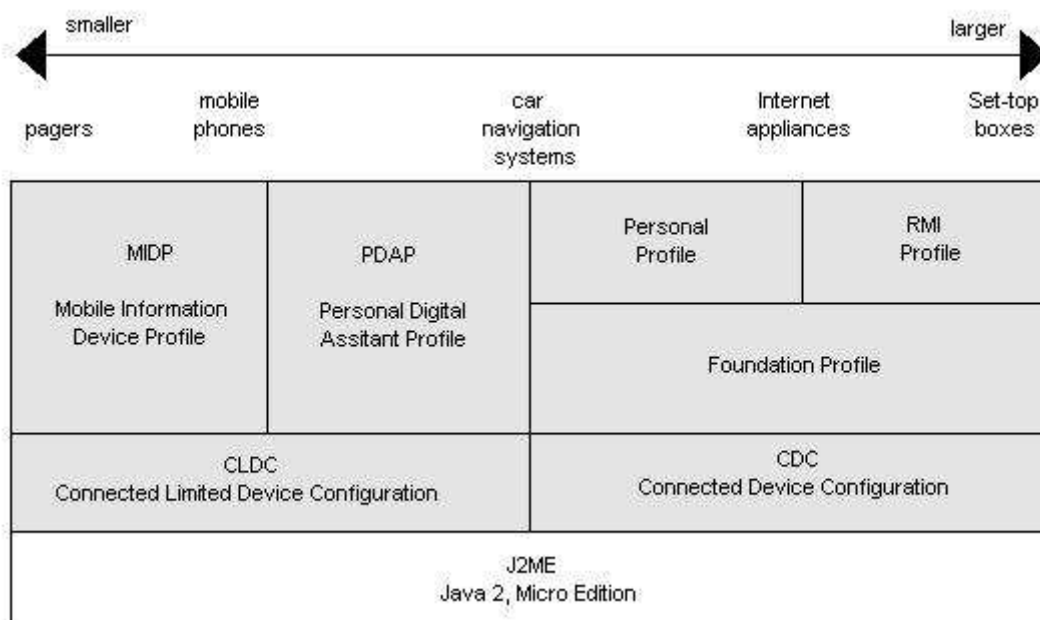 smaller
larger
pagers
mobile
phones
car
navigation
systems
Internet
appliances
Set-top
boxes
MIDP
Mobile Information
Device Profile
PDAP
Personal Digital
Assitant Profile
Personal
Profile
RMI
Profile
Foundation Profile
CLDC
Connected Limited Device Configuration
CDC
Connected Device Configuration
J2ME
Java 2, Micro Edition